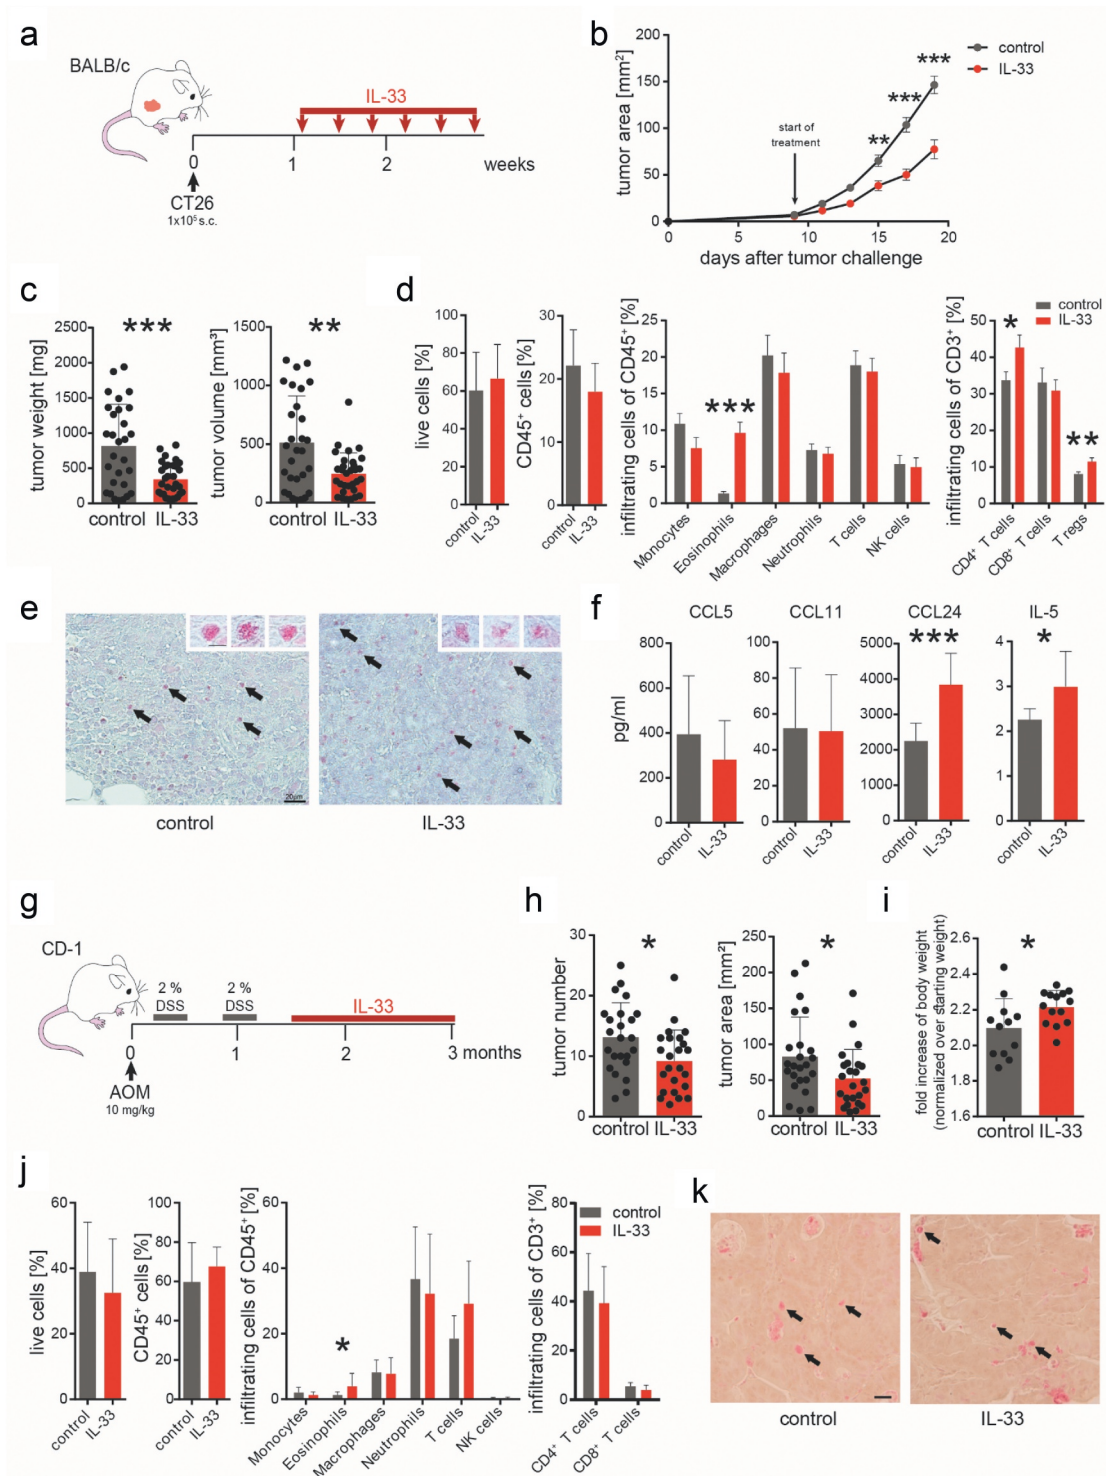 a
BALB/c
IL-33
0
1
2
weeks
CT26
1x10⁵ s.c.
b
tumor area [mm²]
200
150
100
50
0
0
5
10
15
20
days after tumor challenge
start of
treatment
**
***
***
control
IL-33
c
tumor weight [mg]
2500
2000
1500
1000
500
0
***
control
IL-33
tumor volume [mm³]
1500
1000
500
0
**
control
IL-33
d
live cells [%]
100
80
60
40
20
0
control
IL-33
CD45⁺ cells [%]
30
20
10
0
control
IL-33
infiltrating cells of CD45⁺ [%]
25
20
15
10
5
0
***
Monocytes
Eosinophils
Macrophages
Neutrophils
T cells
NK cells
infiltrating cells of CD3⁺ [%]
50
40
30
20
10
0
*
**
control
IL-33
CD4⁺ T cells
CD8⁺ T cells
T regs
e
20μm
control
IL-33
f
pg/ml
CCL5
800
600
400
200
0
control
IL-33
CCL11
100
80
60
40
20
0
control
IL-33
CCL24
***
5000
4000
3000
2000
1000
0
control
IL-33
IL-5
*
4
3
2
1
0
control
IL-33
g
CD-1
2 %
DSS
2 %
DSS
IL-33
0
1
2
3 months
AOM
10 mg/kg
h
tumor number
30
20
10
0
*
control
IL-33
tumor area [mm²]
250
200
150
100
50
0
*
control
IL-33
i
fold increase of body weight
(normalized over starting weight)
2.6
2.4
2.2
2.0
1.8
1.6
*
control
IL-33
j
live cells [%]
60
40
20
0
control
IL-33
CD45⁺ cells [%]
100
80
60
40
20
0
control
IL-33
infiltrating cells of CD45⁺ [%]
60
40
20
0
*
Monocytes
Eosinophils
Macrophages
Neutrophils
T cells
NK cells
infiltrating cells of CD3⁺ [%]
80
60
40
20
0
control
IL-33
CD4⁺ T cells
CD8⁺ T cells
k
control
IL-33